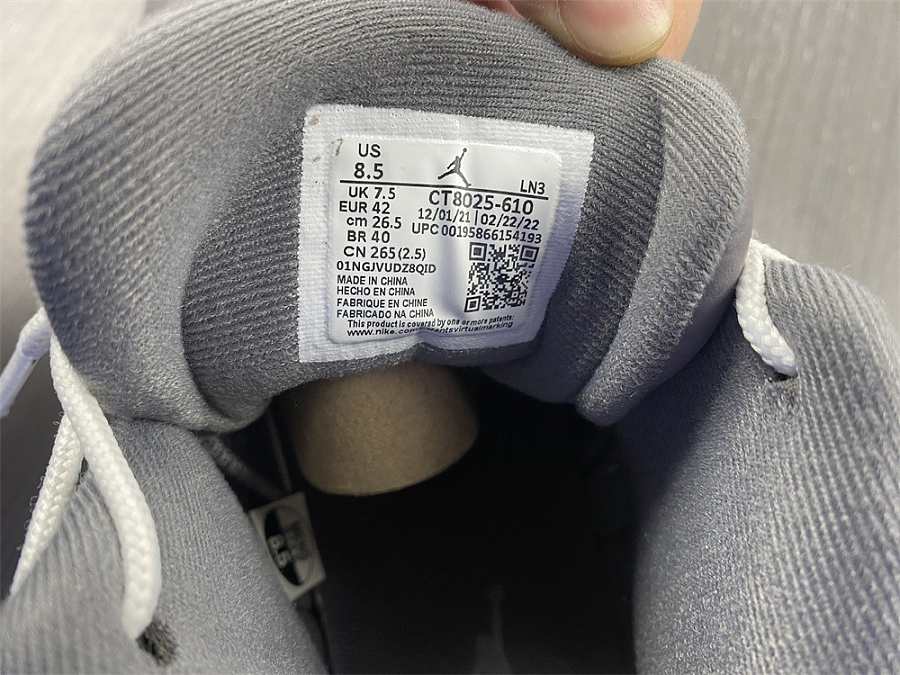 US
8.5
LN3
UK 7.5
EUR 42
cm 26.5
BR 40
CN 265 (2.5)
CT8025-610
12/01/21 | 02/22/22
UPC 00195866154193
01NGJVUDZ8QID
MADE IN CHINA
HECHO EN CHINA
FABRIQUE EN CHINE
FABRICADO NA CHINA
This product is covered by one or more patents:
8.5